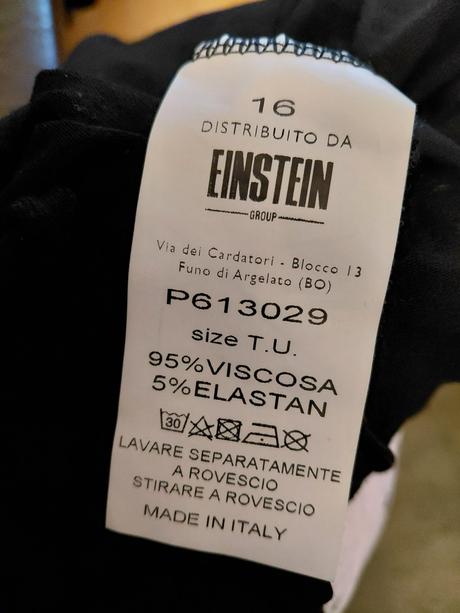 16
DISTRIBUITO DA
EINSTEIN
GROUP
Via dei Cardatori - Blocco 13
Funo di Argelato (BO)
P613029
size T.U.
95%VISCOSA
5%ELASTAN
30
LAVARE SEPARATAMENTE
A ROVESCIO
STIRARE A ROVESCIO
MADE IN ITALY